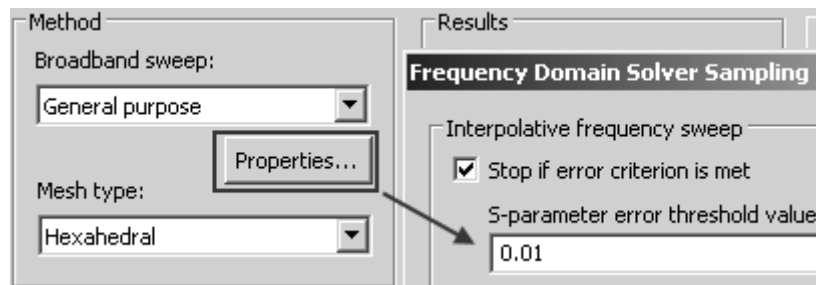 Method
Broadband sweep:
General purpose
Properties...
Mesh type:
Hexahedral
Results
Frequency Domain Solver Sampling
Interpolative frequency sweep
Stop if error criterion is met
S-parameter error threshold value
0.01